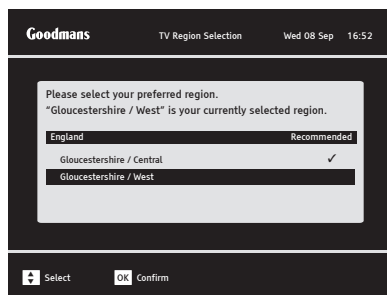 Goodmans TV Region Selection Wed 08 Sep 16:52
Please select your preferred region.
“Gloucestershire / West” is your currently selected region.
England Recommended
Gloucestershire / Central ✓
Gloucestershire / West
Select OK Confirm